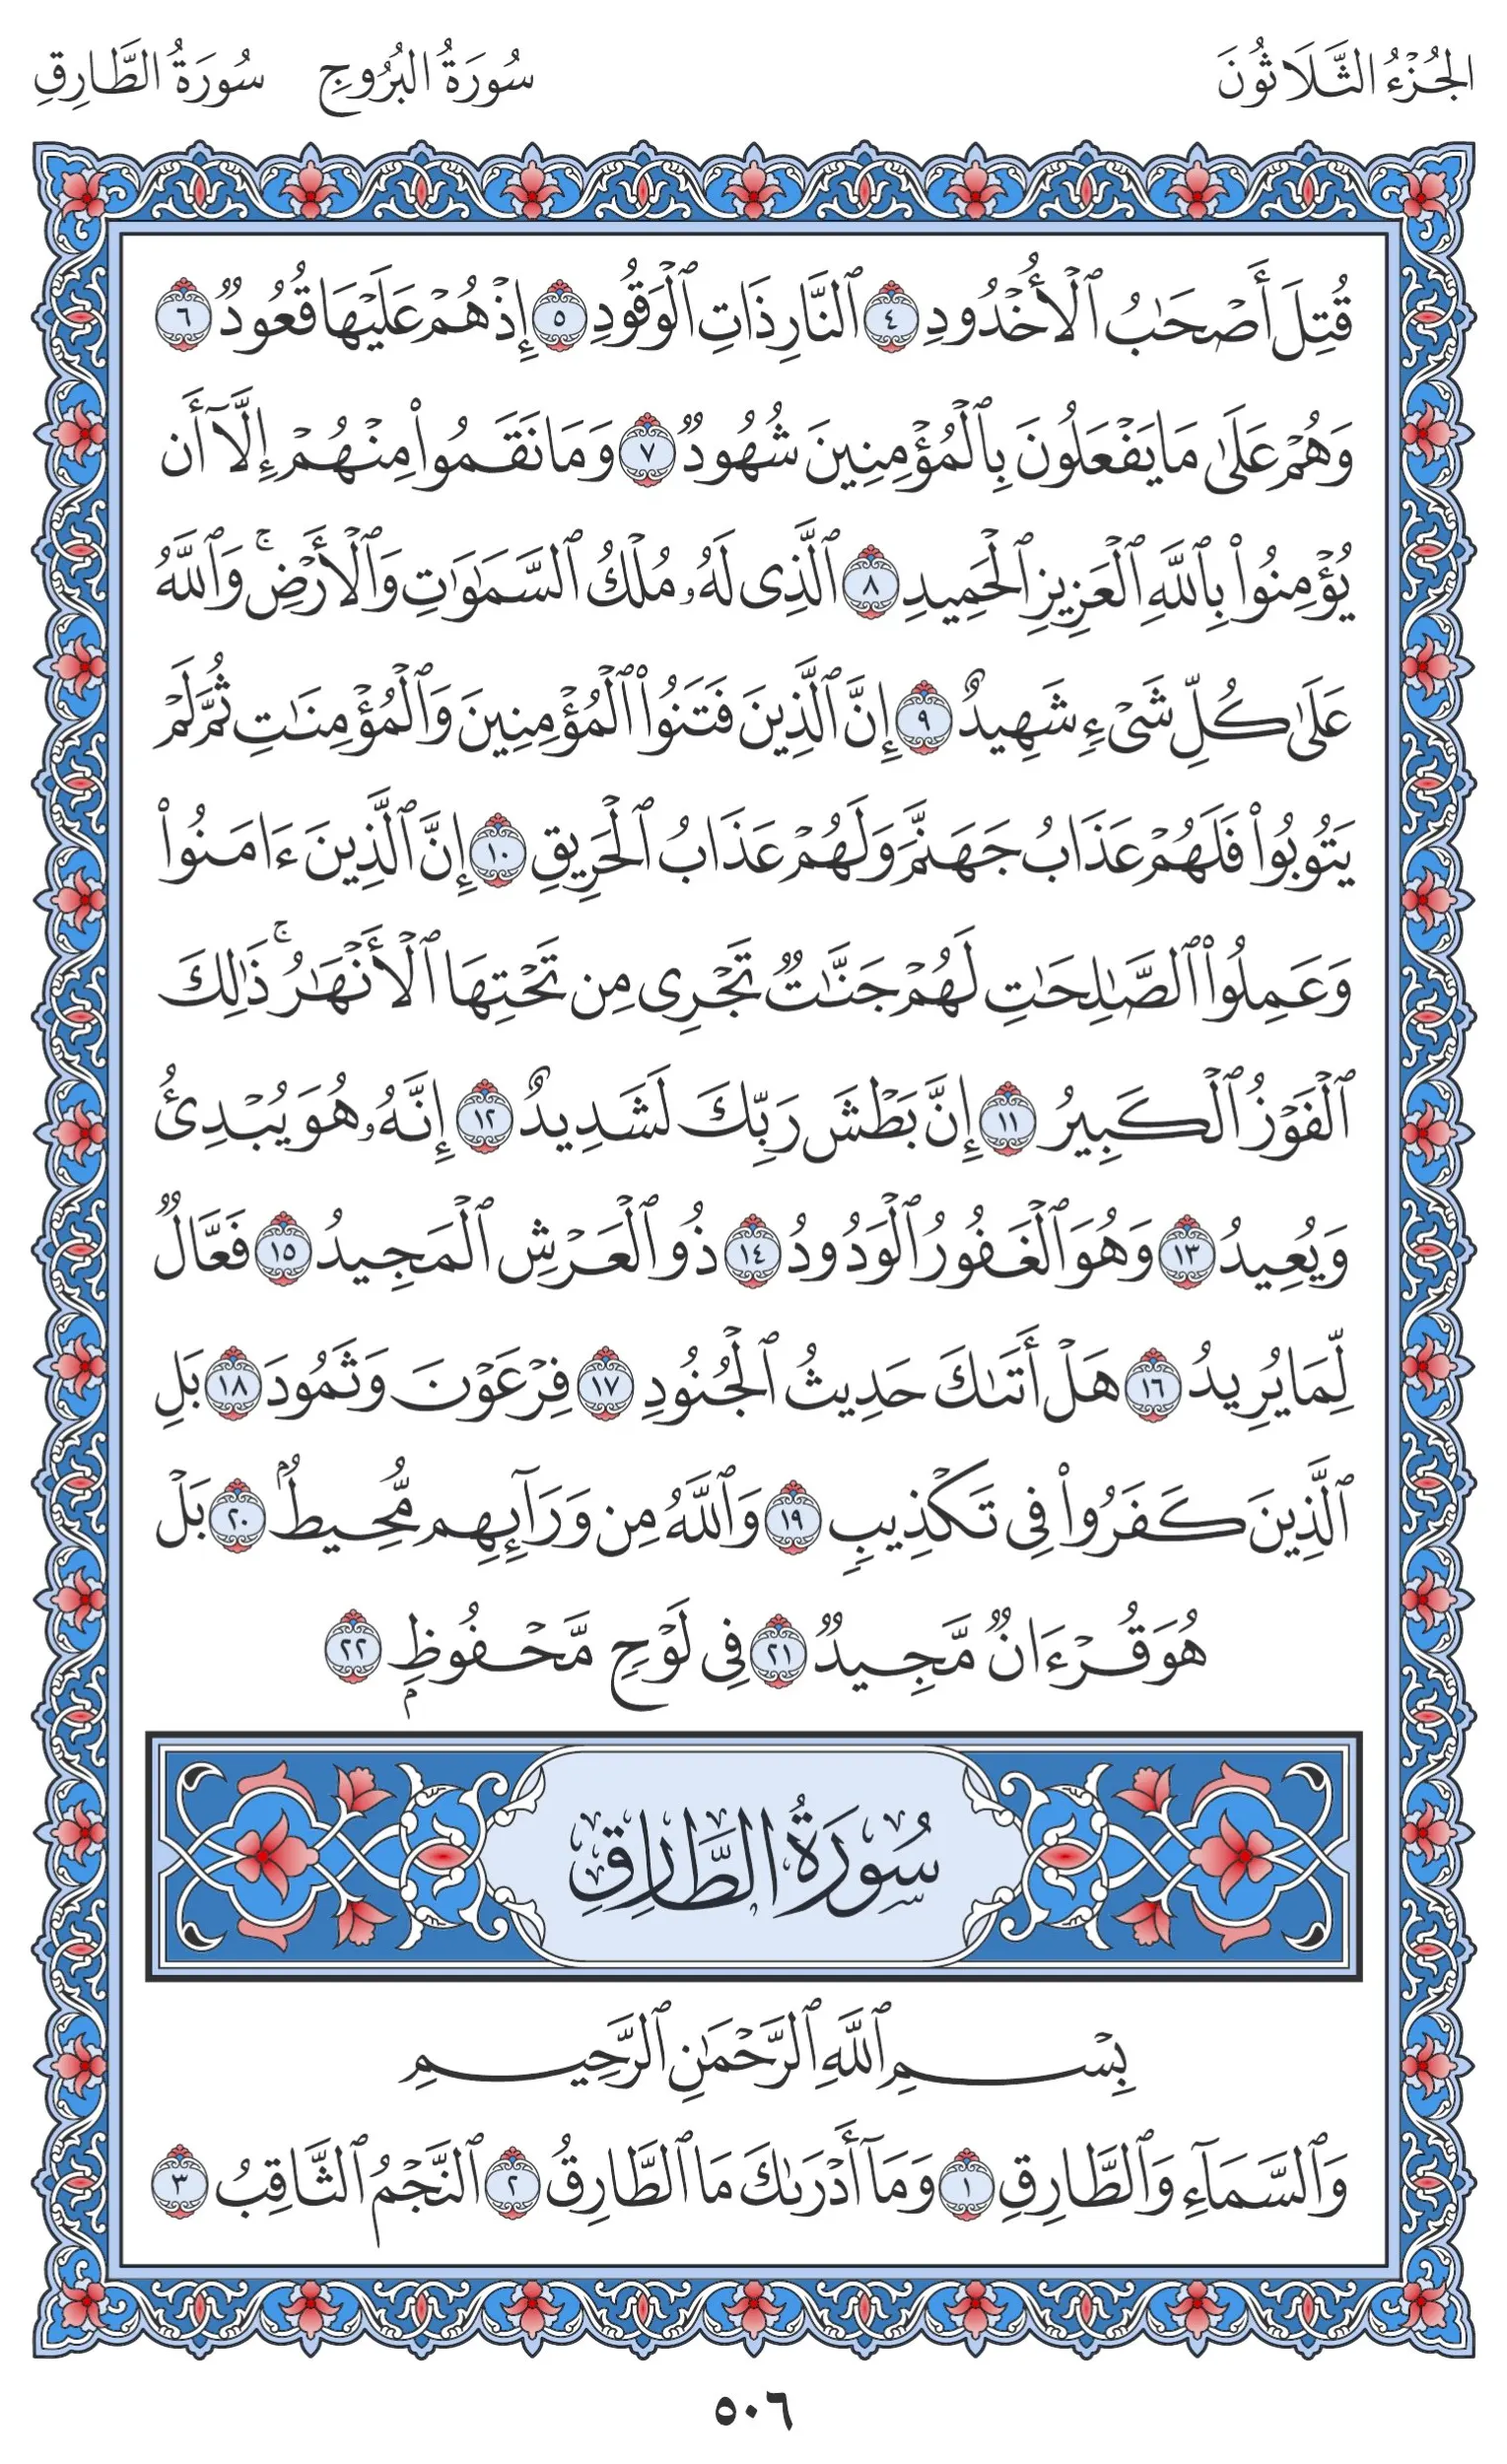 الجُزْءُ الثَّلَاثُونَ سُورَةُ البُرُوجِ سُورَةُ الطَّارِقِ
قُتِلَ أَصْحَٰبُ ٱلْأُخْدُودِ ٤ ٱلنَّارِ ذَاتِ ٱلْوَقُودِ ٥ إِذْ هُمْ عَلَيْهَا قُعُودٌ ٦
وَهُمْ عَلَىٰ مَا يَفْعَلُونَ بِٱلْمُؤْمِنِينَ شُهُودٌ ٧ وَمَا نَقَمُوا۟ مِنْهُمْ إِلَّآ أَن
يُؤْمِنُوا۟ بِٱللَّهِ ٱلْعَزِيزِ ٱلْحَمِيدِ ٨ ٱلَّذِى لَهُۥ مُلْكُ ٱلسَّمَٰوَٰتِ وَٱلْأَرْضِ ۚ وَٱللَّهُ
عَلَىٰ كُلِّ شَىْءٍ شَهِيدٌ ٩ إِنَّ ٱلَّذِينَ فَتَنُوا۟ ٱلْمُؤْمِنِينَ وَٱلْمُؤْمِنَٰتِ ثُمَّ لَمْ
يَتُوبُوا۟ فَلَهُمْ عَذَابُ جَهَنَّمَ وَلَهُمْ عَذَابُ ٱلْحَرِيقِ ١٠ إِنَّ ٱلَّذِينَ ءَامَنُوا۟
وَعَمِلُوا۟ ٱلصَّٰلِحَٰتِ لَهُمْ جَنَّٰتٌ تَجْرِى مِن تَحْتِهَا ٱلْأَنْهَٰرُ ۚ ذَٰلِكَ
ٱلْفَوْزُ ٱلْكَبِيرُ ١١ إِنَّ بَطْشَ رَبِّكَ لَشَدِيدٌ ١٢ إِنَّهُۥ هُوَ يُبْدِئُ
وَيُعِيدُ ١٣ وَهُوَ ٱلْغَفُورُ ٱلْوَدُودُ ١٤ ذُو ٱلْعَرْشِ ٱلْمَجِيدُ ١٥ فَعَّالٌ
لِّمَا يُرِيدُ ١٦ هَلْ أَتَىٰكَ حَدِيثُ ٱلْجُنُودِ ١٧ فِرْعَوْنَ وَثَمُودَ ١٨ بَلِ
ٱلَّذِينَ كَفَرُوا۟ فِى تَكْذِيبٍ ١٩ وَٱللَّهُ مِن وَرَآئِهِم مُّحِيطٌۢ ٢٠ بَلْ
هُوَ قُرْءَانٌ مَّجِيدٌ ٢١ فِى لَوْحٍ مَّحْفُوظٍۭ ٢٢
سُورَةُ الطَّارِقِ
بِسْمِ ٱللَّهِ ٱلرَّحْمَٰنِ ٱلرَّحِيمِ
وَٱلسَّمَآءِ وَٱلطَّارِقِ ١ وَمَآ أَدْرَىٰكَ مَا ٱلطَّارِقُ ٢ ٱلنَّجْمُ ٱلثَّاقِبُ ٣
٥٠٦